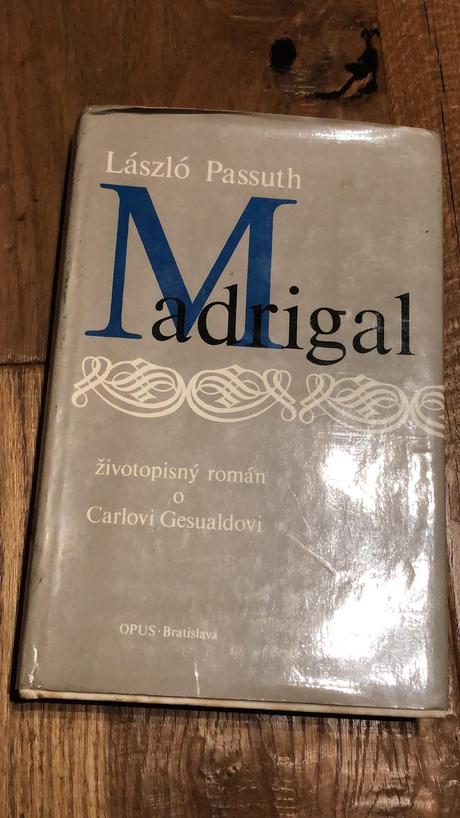 László Passuth
Madrigal
životopisný román
o
Carlovi Gesualdovi
OPUS · Bratislava